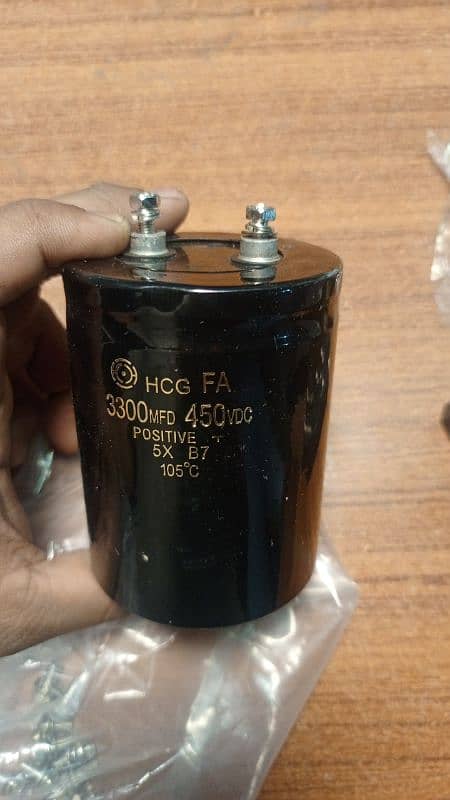 HCG FA
3300MFD 450VDC
POSITIVE +
5X B7
105°C